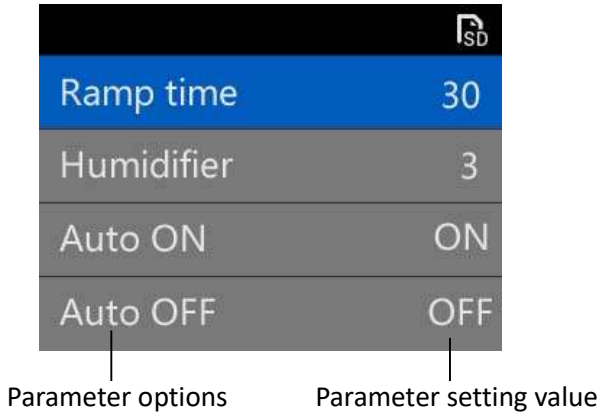 SD
Ramp time 30
Humidifier 3
Auto ON ON
Auto OFF OFF
Parameter options Parameter setting value